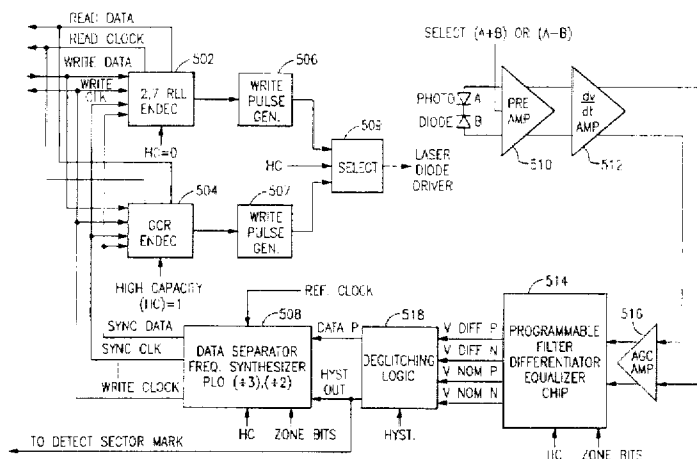 READ DATA
READ CLOCK
WRITE DATA
WRITE
CLK
502
2,7 RLL
ENDEC
HC=0
506
WRITE
PULSE
GEN.
509
HC
SELECT
LASER
DIODE
DRIVER
SELECT (A+B) OR (A-B)
PHOTO
DIODE
A
B
PRE
AMP
510
dv
dt
AMP
512
504
GCR
ENDEC
HIGH CAPACITY
(HC)=1
507
WRITE
PULSE
GEN.
REF. CLOCK
508
SYNC DATA
SYNC CLK
WRITE CLOCK
DATA SEPARATOR
FREQ. SYNTHESIZER
PLO (÷3),(÷2)
HC
ZONE BITS
DATA P
HYST
OUT
518
DEGLITCHING
LOGIC
HYST.
V DIFF P
V DIFF N
V NOM P
V NOM N
514
PROGRAMMABLE
FILTER
DIFFERENTIATOR
EQUALIZER
CHIP
HC
ZONE BITS
516
AGC
AMP
TO DETECT SECTOR MARK